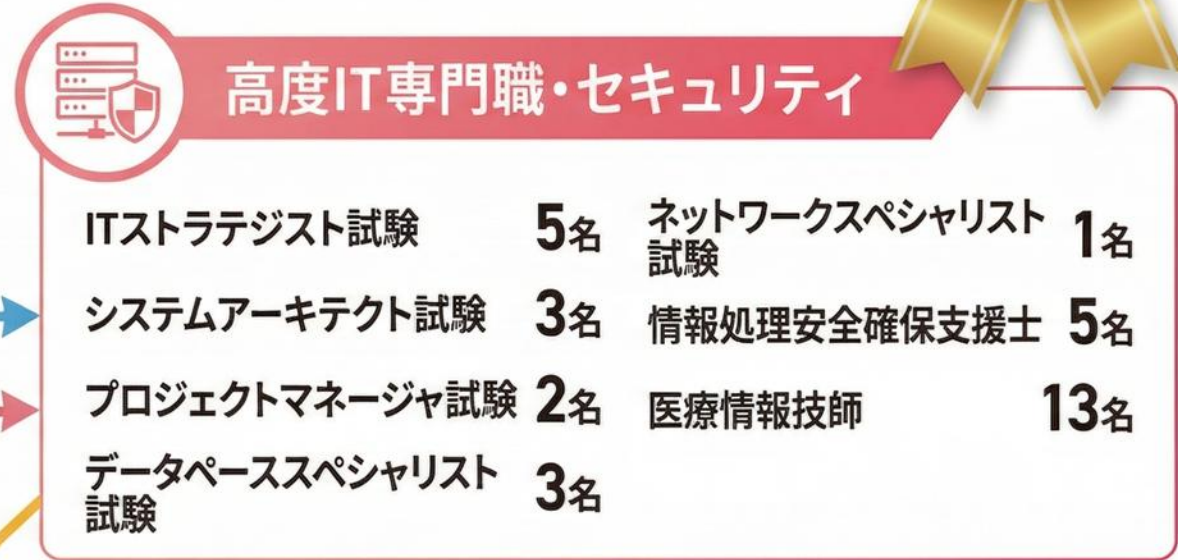 高度IT専門職・セキュリティ
ITストラテジスト試験 5名
システムアーキテクト試験 3名
プロジェクトマネージャ試験 2名
データペーススペシャリスト
試験 3名
ネットワークスペシャリスト
試験 1名
情報処理安全確保支援士 5名
医療情報技師 13名